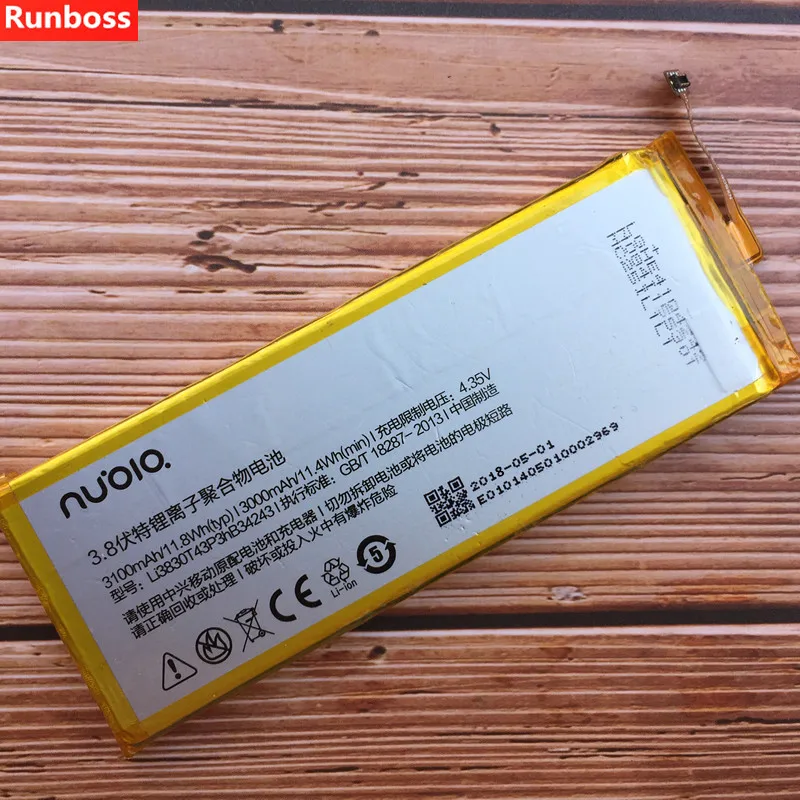 Runboss
nubia
3.8伏特锂离子聚合物电池
3100mAh/11.8Wh(typ) | 3000mAh/11.4Wh(min) | 充电限制电压：4.35V
型号：Li3830T43P3hB34243 | 执行标准：GB/T 18287- 2013 | 中国制造
请使用中兴移动原配电池和充电器 | 切勿拆卸电池或将电池的电极短路
请正确回收或处理 | 破坏或投入火中有爆炸危险
Li-ion
5
CE
2018-05-01
E0101405010002969